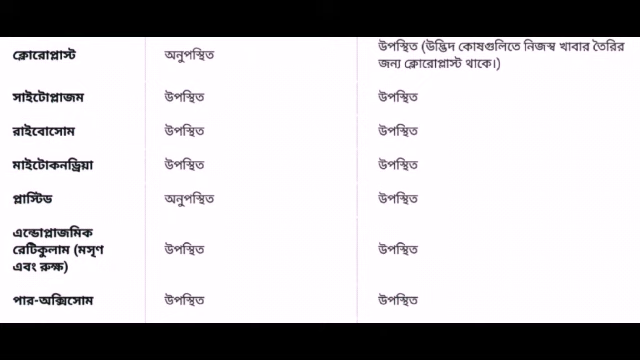 ক্লোরোপ্লাস্ট অনুপস্থিত উপস্থিত (উদ্ভিদ কোষগুলিতে নিজস্ব খাবার তৈরির
জন্য ক্লোরোপ্লাস্ট থাকে।)
সাইটোপ্লাজম উপস্থিত উপস্থিত
রাইবোসোম উপস্থিত উপস্থিত
মাইটোকনড্রিয়া উপস্থিত উপস্থিত
প্লাস্টিড অনুপস্থিত উপস্থিত
এন্ডোপ্লাজমিক
রেটিকুলাম (মসৃণ উপস্থিত উপস্থিত
এবং রুক্ষ)
পার-অক্সিসোম উপস্থিত উপস্থিত